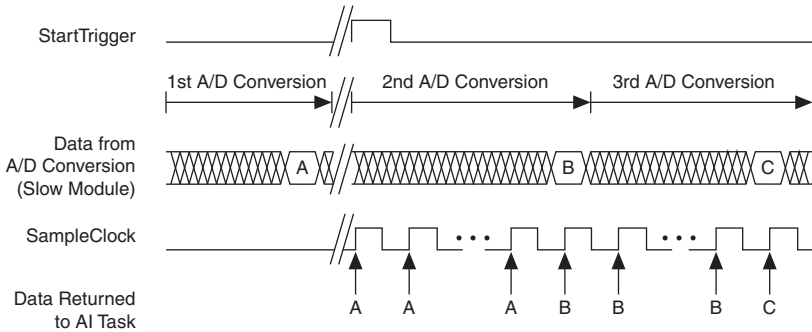 StartTrigger
1st A/D Conversion 2nd A/D Conversion 3rd A/D Conversion
Data from
A/D Conversion
(Slow Module)
A B C
SampleClock
Data Returned
to AI Task
A A A B B B C